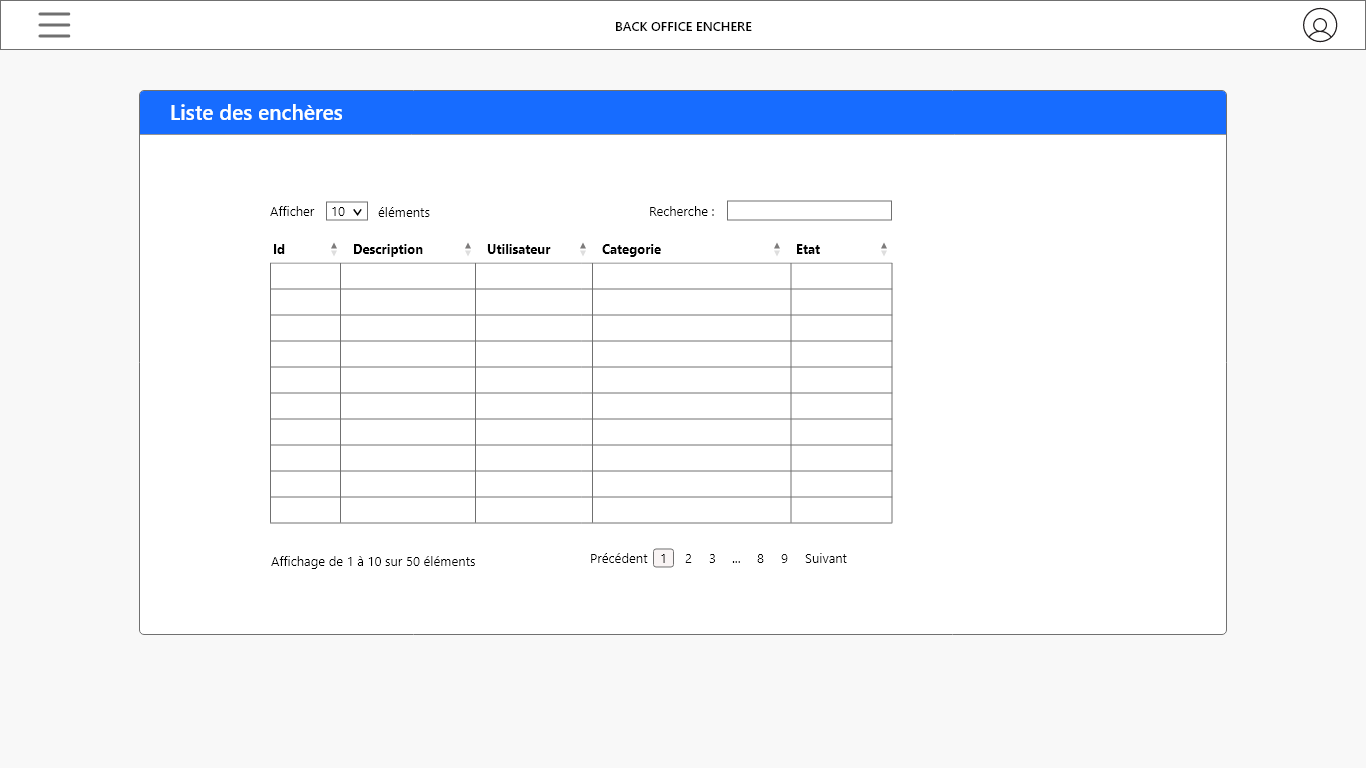 BACK OFFICE ENCHERE
Liste des enchères
Afficher 10 éléments Recherche :
Id Description Utilisateur Categorie Etat
Affichage de 1 à 10 sur 50 éléments Précédent 1 2 3 ... 8 9 Suivant